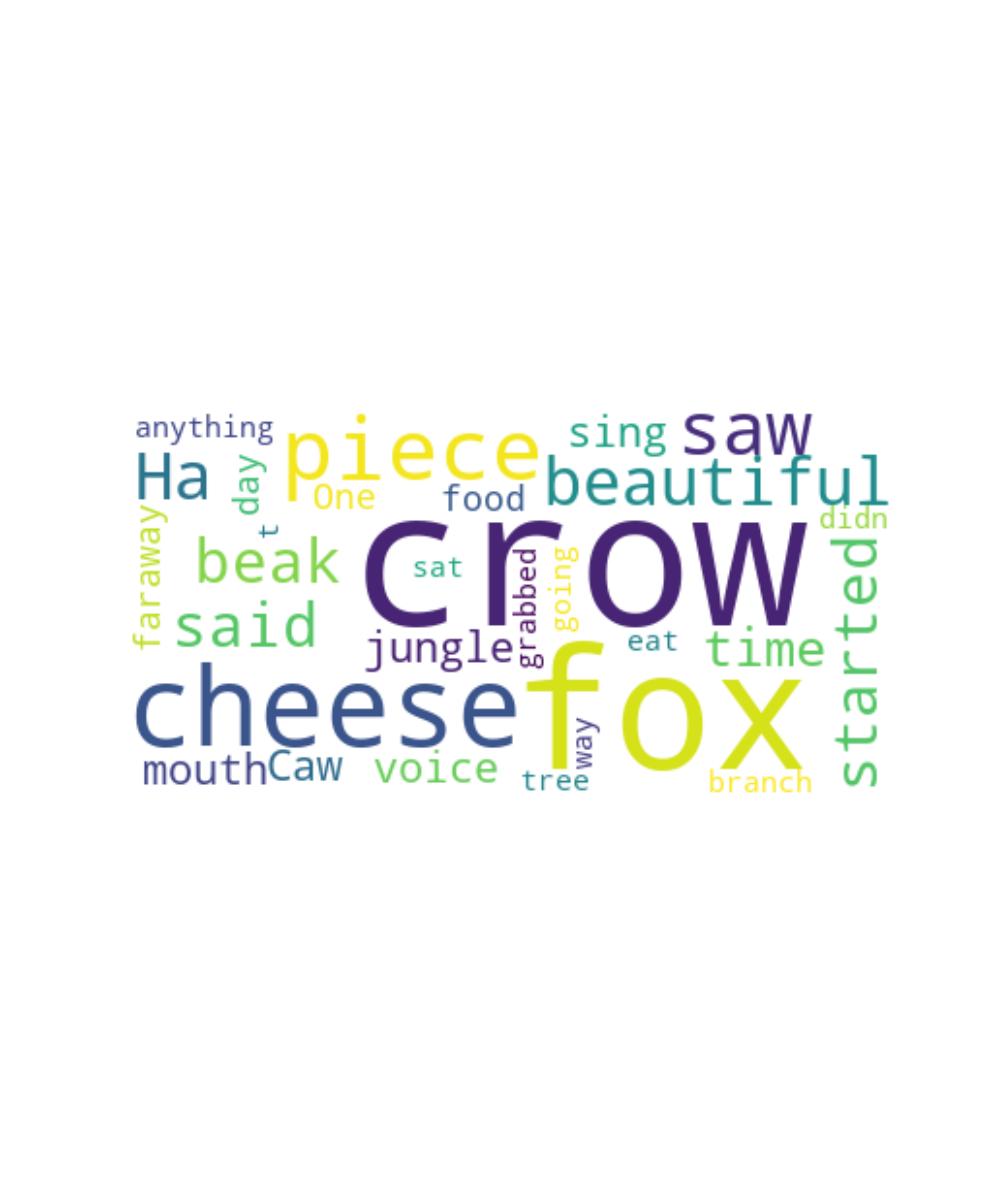 anything
piece
sing
saw
Ha
day
One
food
beautiful
didn
faraway
t
beak
crow
sat
grabbed
going
started
said
jungle
eat
time
cheese
fox
way
mouth
Caw
voice
tree
branch